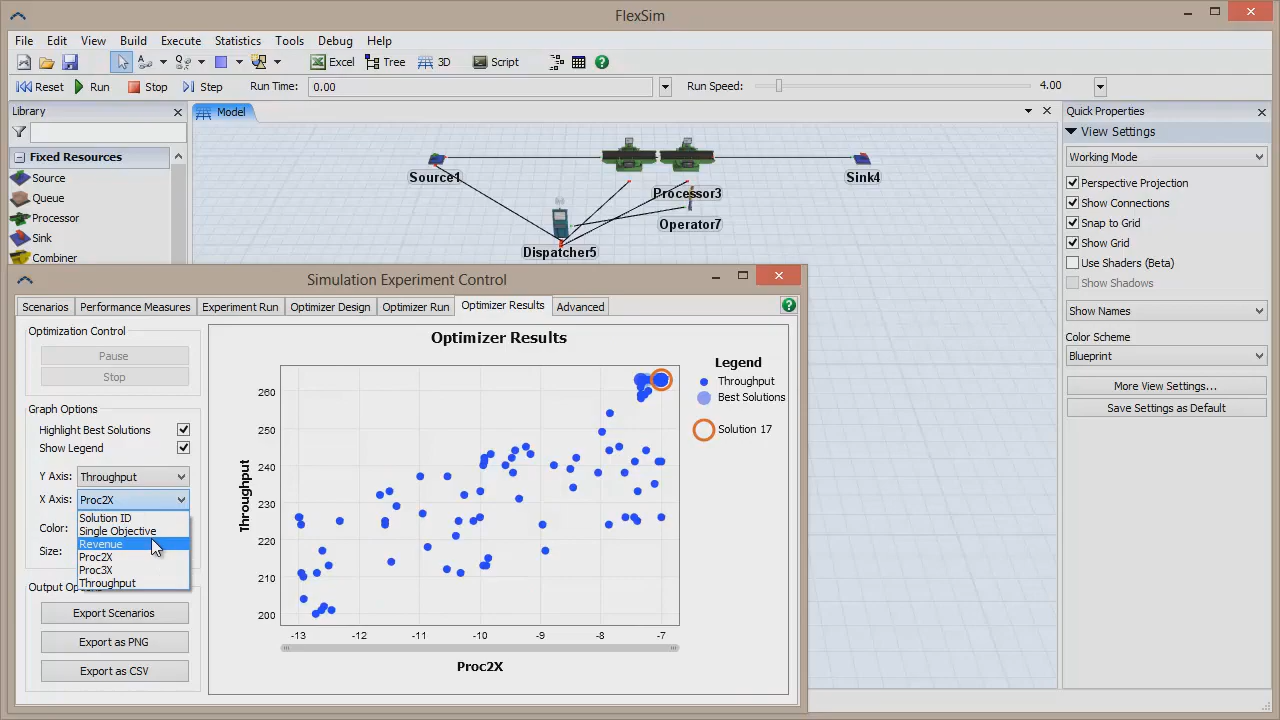 FlexSim
File Edit View Build Execute Statistics Tools Debug Help
Excel Tree 3D Script
Reset Run Stop Step Run Time: 0.00 Run Speed: 4.00
Library
Model
Quick Properties
View Settings
Fixed Resources
Source
Queue
Processor
Sink
Combiner
Source1
Processor3
Sink4
Operator7
Dispatcher5
Working Mode
Perspective Projection
Show Connections
Snap to Grid
Show Grid
Use Shaders (Beta)
Show Shadows
Show Names
Color Scheme
Blueprint
More View Settings...
Save Settings as Default
Simulation Experiment Control
Scenarios
Performance Measures
Experiment Run
Optimizer Design
Optimizer Run
Optimizer Results
Advanced
Optimization Control
Pause
Stop
Graph Options
Highlight Best Solutions
Show Legend
Y Axis: Throughput
X Axis: Proc2X
Color:
Size:
Solution ID
Single Objective
Revenue
Proc2X
Proc3X
Throughput
Export Scenarios
Export as PNG
Export as CSV
Optimizer Results
Throughput
260
250
240
230
220
210
200
-13 -12 -11 -10 -9 -8 -7
Proc2X
Legend
Throughput
Best Solutions
Solution 17